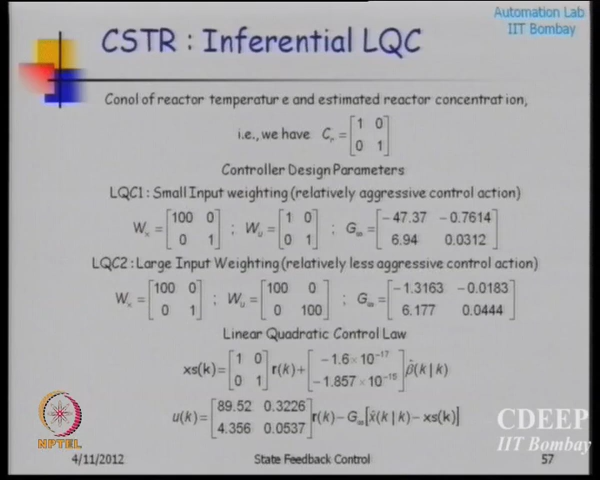 Automation Lab
IIT Bombay
CSTR : Inferential LQC
Conol of reactor temperatur e and estimated reactor concentrat ion,
i.e., we have C_r = [1 0; 0 1]
Controller Design Parameters
LQC1 : Small Input weighting (relatively aggressive control action)
W_x = [100 0; 0 1] ; W_u = [1 0; 0 1] ; G_∞ = [-47.37 -0.7614; 6.94 0.0312]
LQC2 : Large Input Weighting (relatively less aggressive control action)
W_x = [100 0; 0 1] ; W_u = [100 0; 0 100] ; G_∞ = [-1.3163 -0.0183; 6.177 0.0444]
Linear Quadratic Control Law
xs(k) = [1 0; 0 1] r(k) + [-1.6×10^-17; -1.857×10^-15] β̂(k|k)
u(k) = [89.52 0.3226; 4.356 0.0537] r(k) - G_∞[x̂(k|k) - xs(k)]
NPTEL
CDEEP
IIT Bombay
4/11/2012
State Feedback Control
57